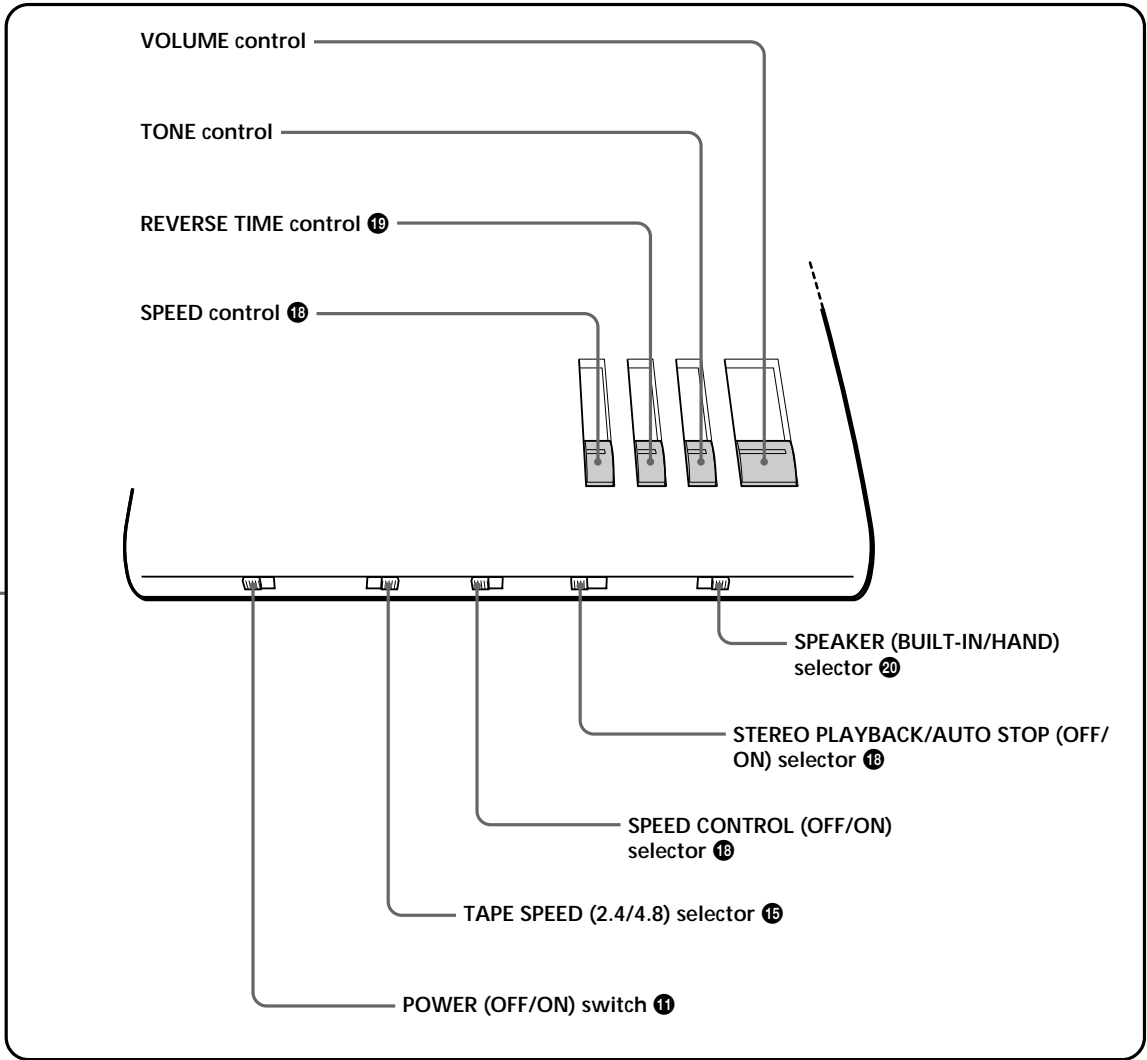 VOLUME control
TONE control
REVERSE TIME control ⓳
SPEED control ⓲
SPEAKER (BUILT-IN/HAND)
selector ⓴
STEREO PLAYBACK/AUTO STOP (OFF/
ON) selector ⓲
SPEED CONTROL (OFF/ON)
selector ⓲
TAPE SPEED (2.4/4.8) selector ⓯
POWER (OFF/ON) switch ⓫